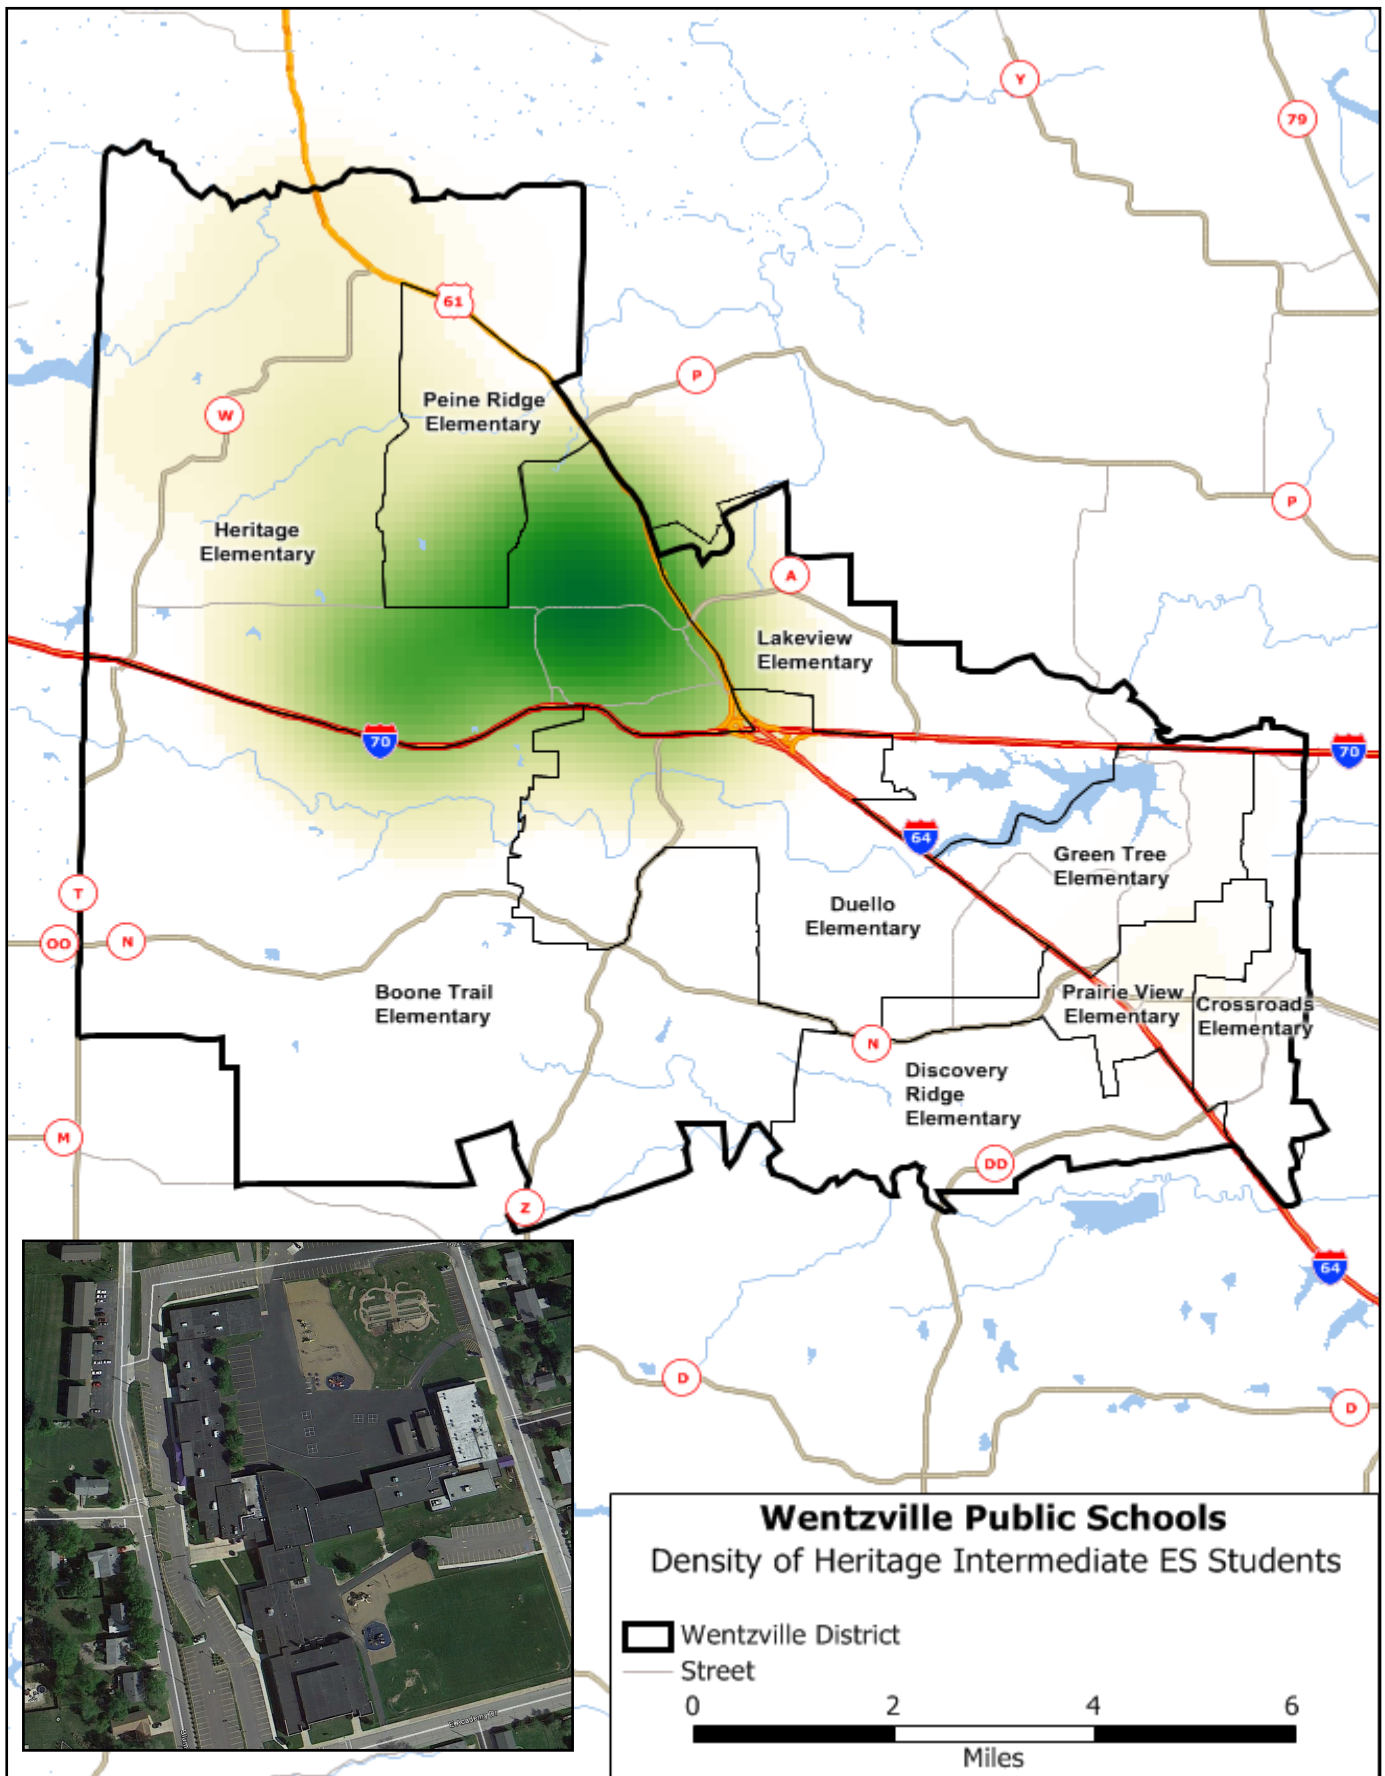 Y
79
61
P
W
Peine Ridge
Elementary
P
Heritage
Elementary
A
Lakeview
Elementary
70
70
64
Green Tree
Elementary
T
Duello
Elementary
OO
N
Boone Trail
Elementary
Prairie View
Elementary
Crossroads
Elementary
N
Discovery
Ridge
Elementary
M
DD
Z
64
D
D
E Academy Dr
Wentzville Public Schools
Density of Heritage Intermediate ES Students
Wentzville District
Street
0 2 4 6
Miles